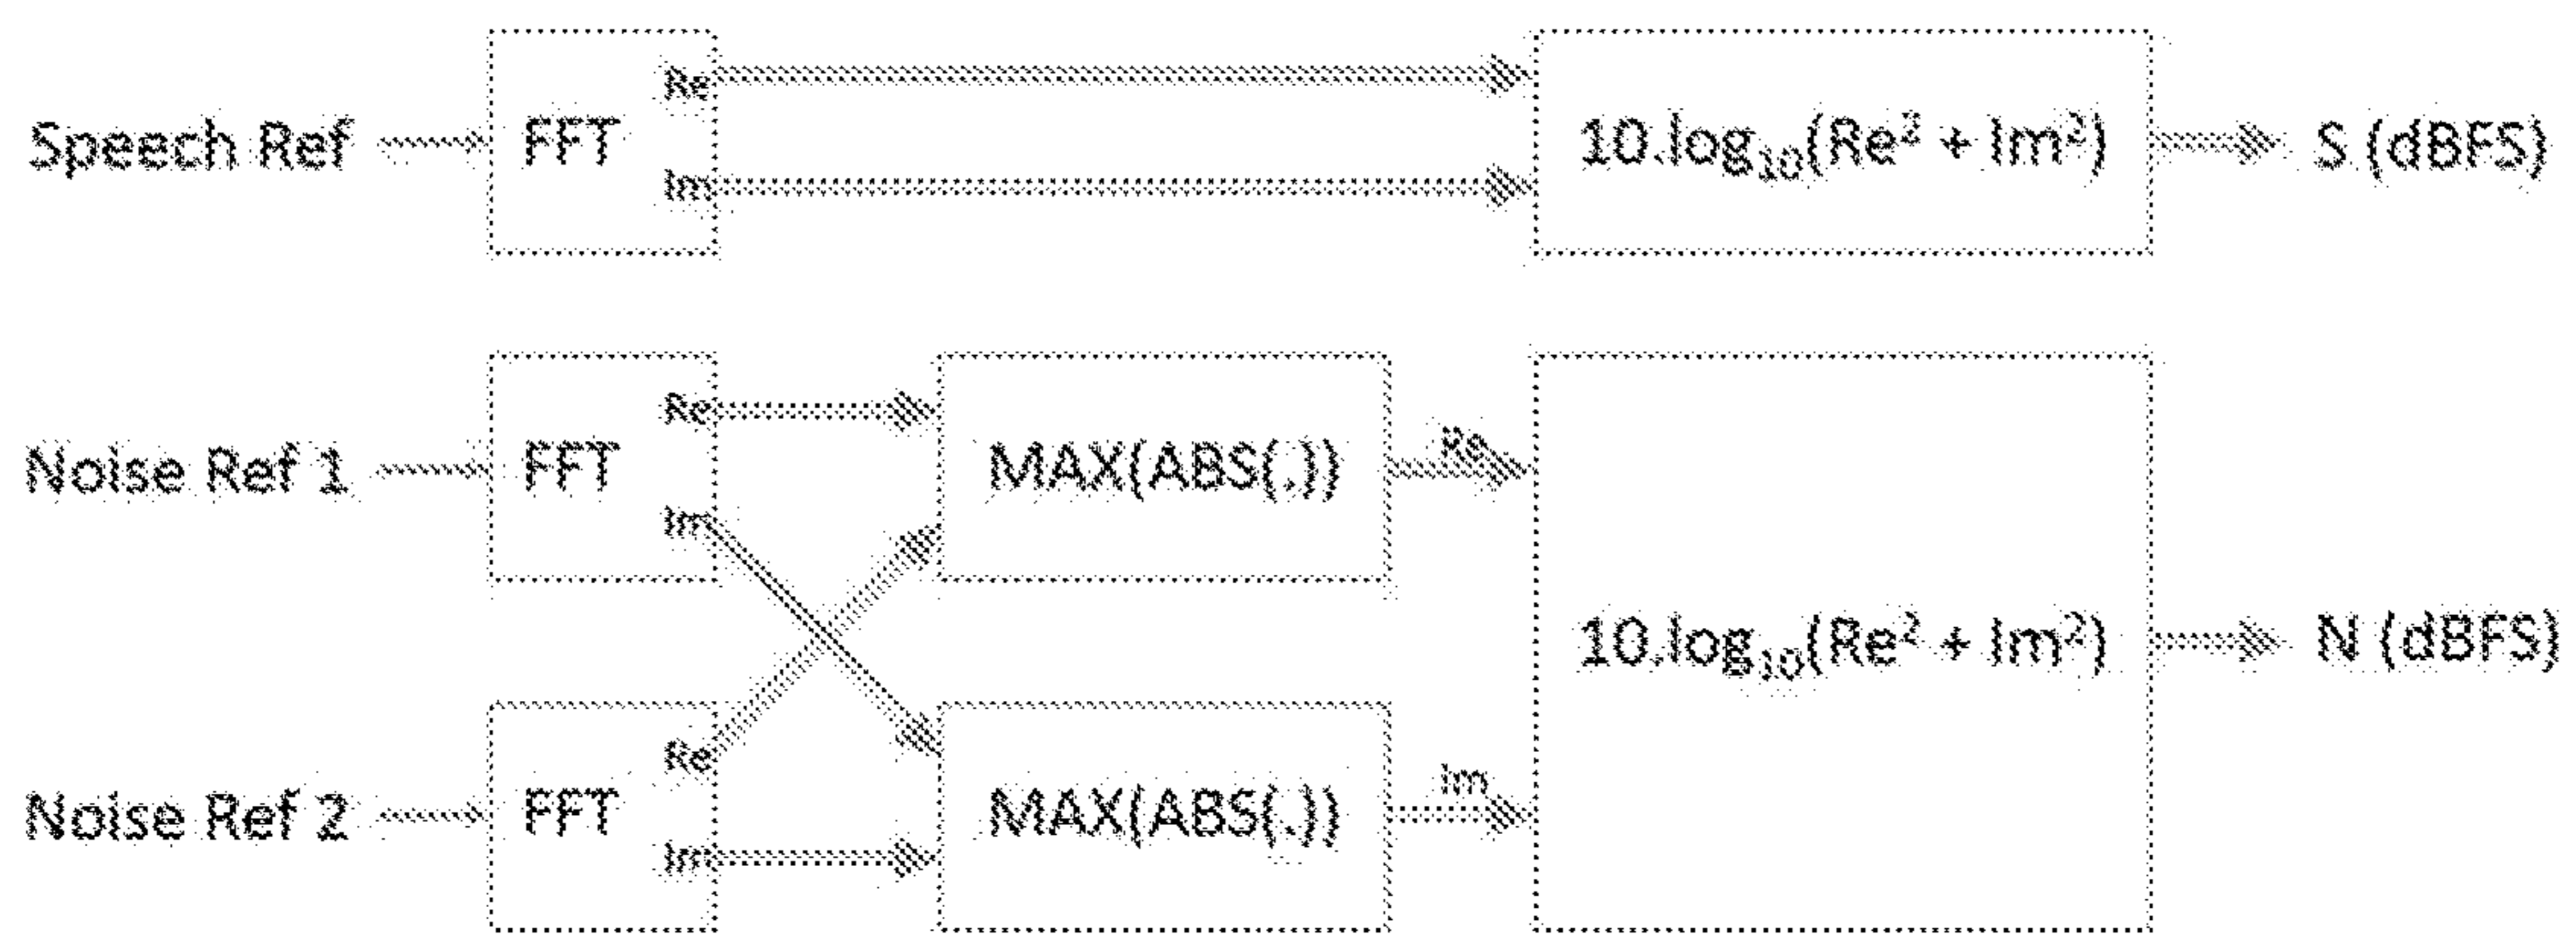 Speech Ref
FFT
Re
Im
10.log₁₀(Re² + Im²)
S (dBFS)
Noise Ref 1
FFT
Re
Im
MAX(ABS(.))
Re
10.log₁₀(Re² + Im²)
N (dBFS)
Noise Ref 2
FFT
Re
Im
MAX(ABS(.))
Im